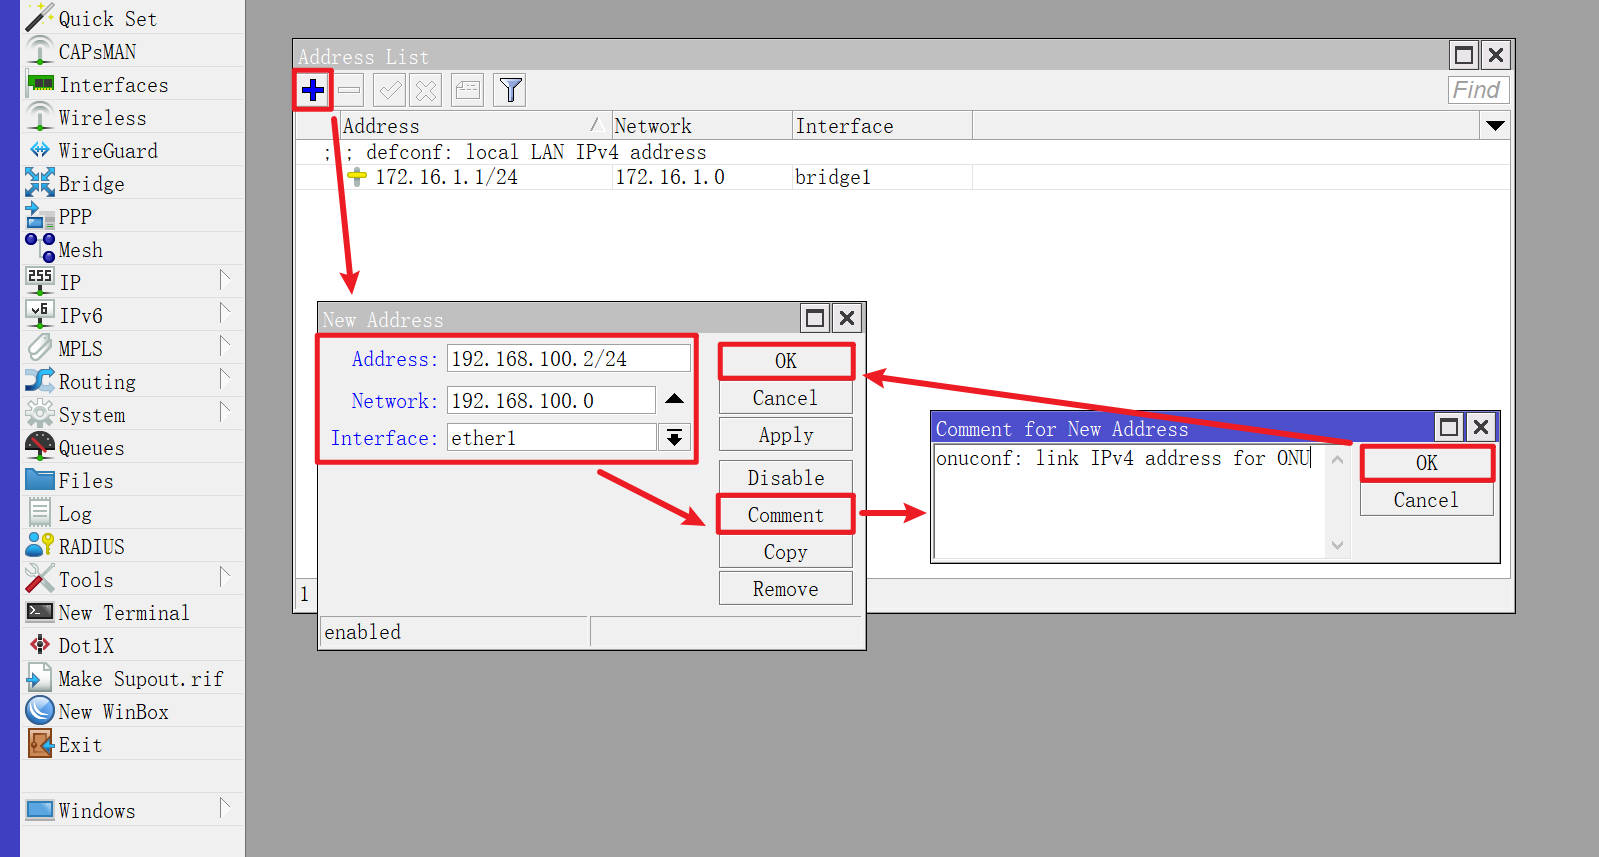 Quick Set
CAPsMAN
Interfaces
Wireless
WireGuard
Bridge
PPP
Mesh
255 IP
v6 IPv6
MPLS
Routing
System
Queues
Files
Log
RADIUS
Tools
New Terminal
Dot1X
Make Supout.rif
New WinBox
Exit
Windows
Address List
Find
Address Network Interface
;;; defconf: local LAN IPv4 address
172.16.1.1/24 172.16.1.0 bridge1
1
New Address
Address: 192.168.100.2/24
Network: 192.168.100.0
Interface: ether1
OK
Cancel
Apply
Disable
Comment
Copy
Remove
enabled
Comment for New Address
onuconf: link IPv4 address for ONU
OK
Cancel